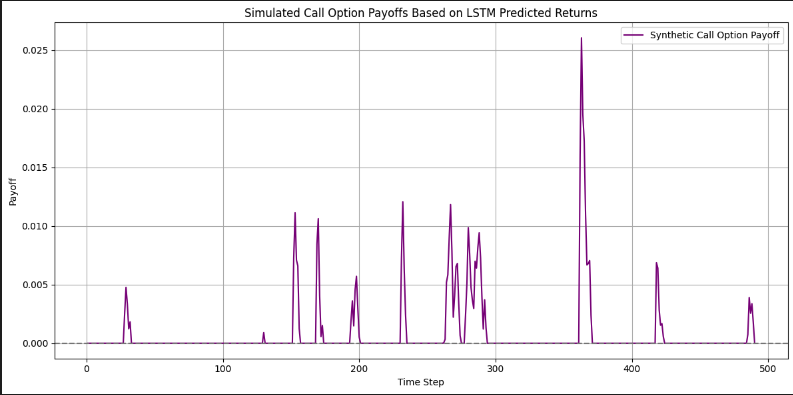 Simulated Call Option Payoffs Based on LSTM Predicted Returns
Synthetic Call Option Payoff
Payoff
0.025
0.020
0.015
0.010
0.005
0.000
0 100 200 300 400 500
Time Step